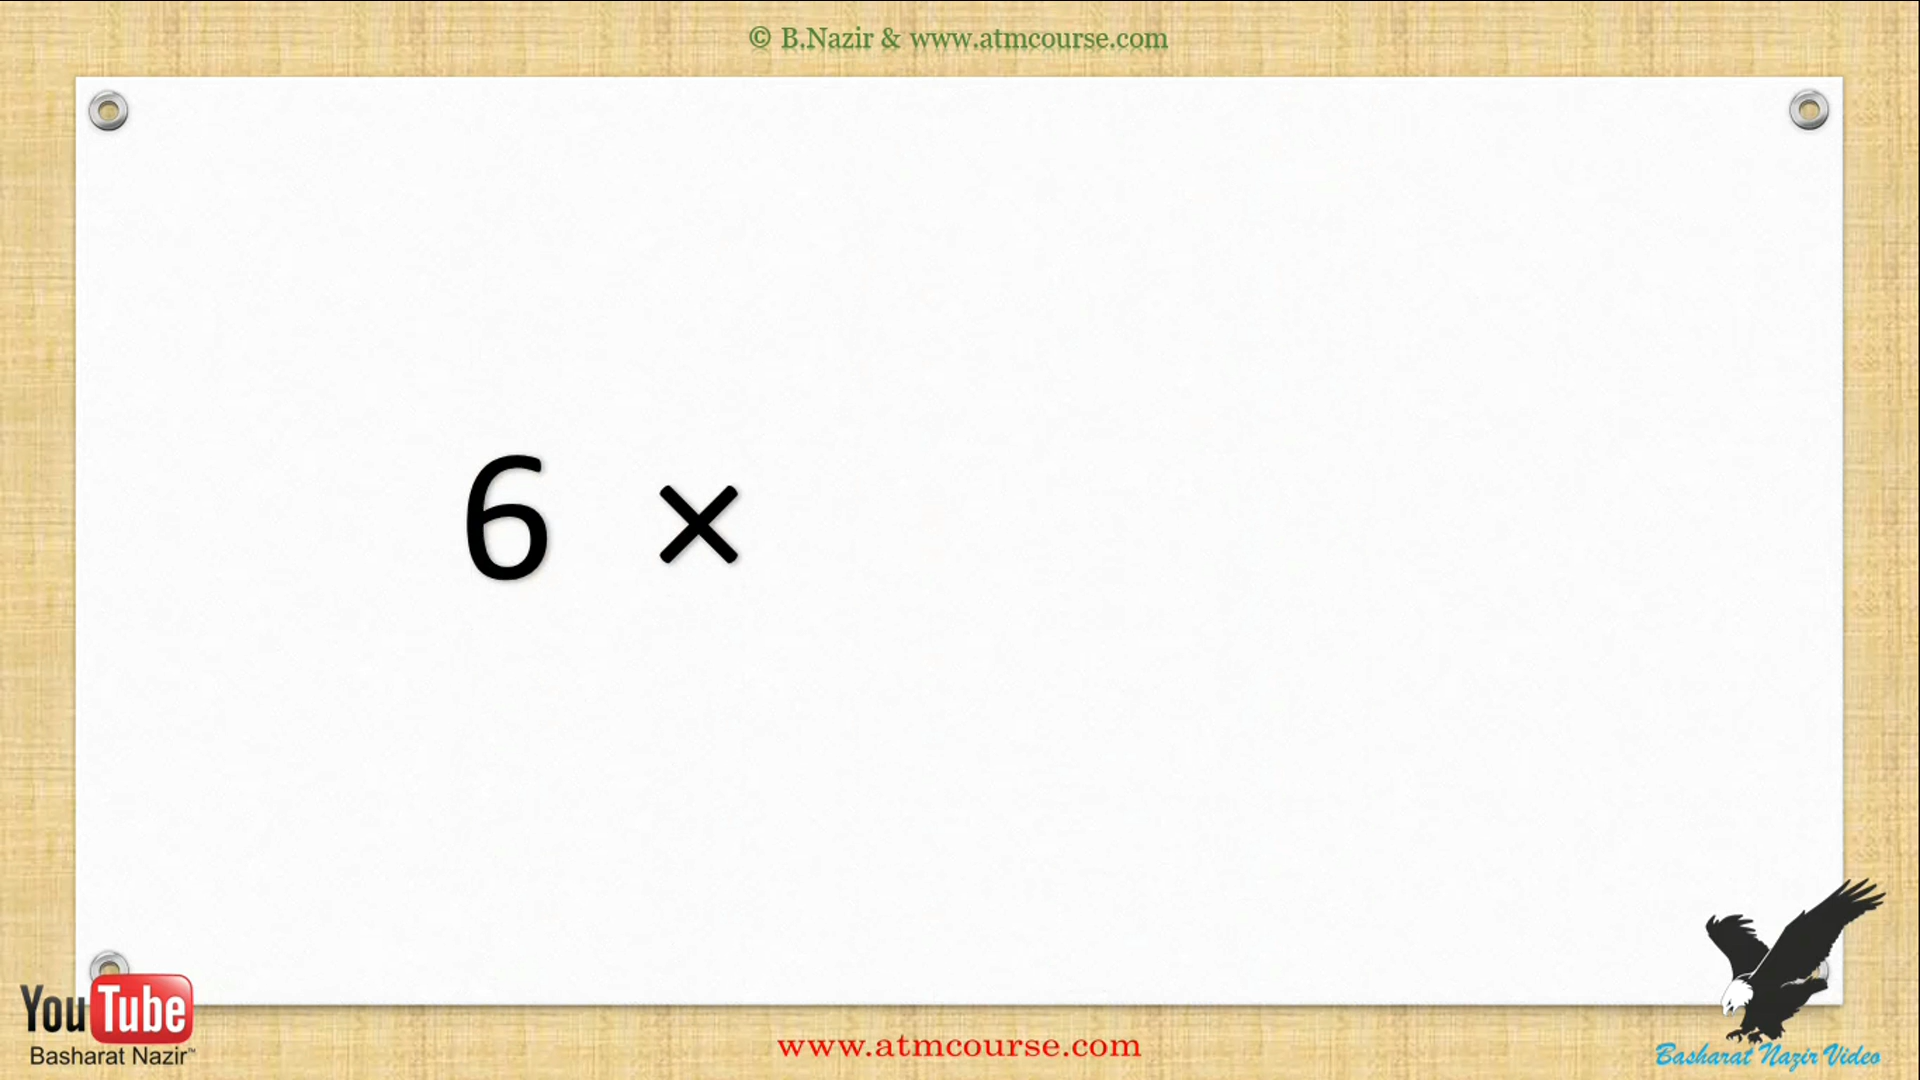 © B.Nazir & www.atmcourse.com
6 ×
YouTube
Basharat Nazir™
www.atmcourse.com
Basharat Nazir Video